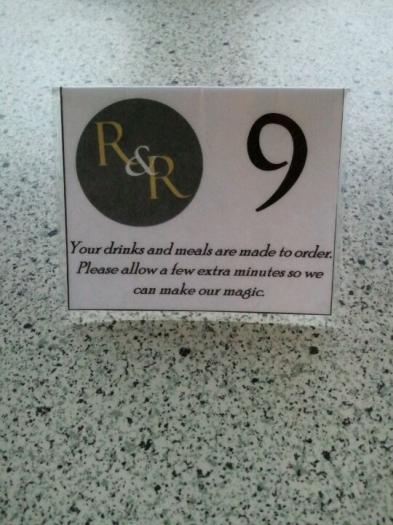 R&R
9
Your drinks and meals are made to order.
Please allow a few extra minutes so we
can make our magic.